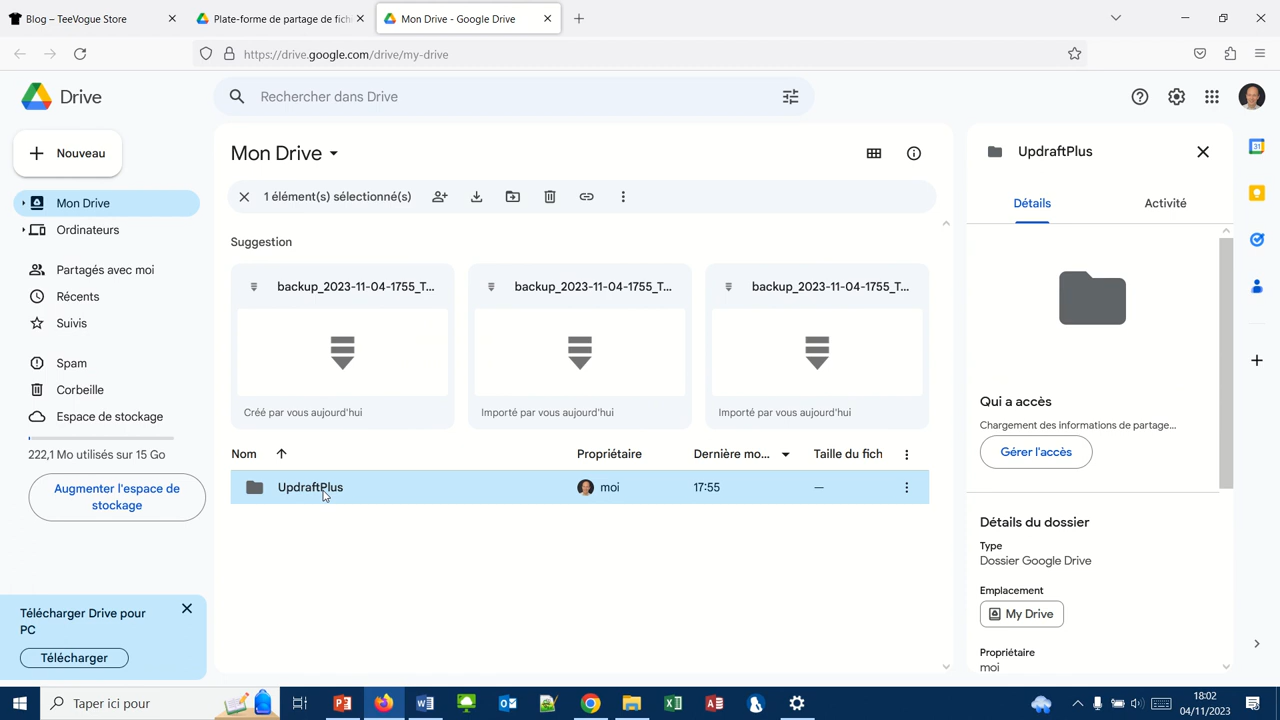 Blog – TeeVogue Store
Plate-forme de partage de fich
Mon Drive - Google Drive
https://drive.google.com/drive/my-drive
Drive
Rechercher dans Drive
Nouveau
Mon Drive
Ordinateurs
Partagés avec moi
Récents
Suivis
Spam
Corbeille
Espace de stockage
222,1 Mo utilisés sur 15 Go
Augmenter l'espace de
stockage
Télécharger Drive pour
PC
Télécharger
Mon Drive
1 élément(s) sélectionné(s)
Suggestion
backup_2023-11-04-1755_T...
backup_2023-11-04-1755_T...
backup_2023-11-04-1755_T...
Créé par vous aujourd'hui
Importé par vous aujourd'hui
Importé par vous aujourd'hui
Nom
Propriétaire
Dernière mo...
Taille du fich
UpdraftPlus
moi
17:55
—
UpdraftPlus
Détails
Activité
Qui a accès
Chargement des informations de partage...
Gérer l'accès
Détails du dossier
Type
Dossier Google Drive
Emplacement
My Drive
Propriétaire
moi
31
Taper ici pour
18:02
04/11/2023